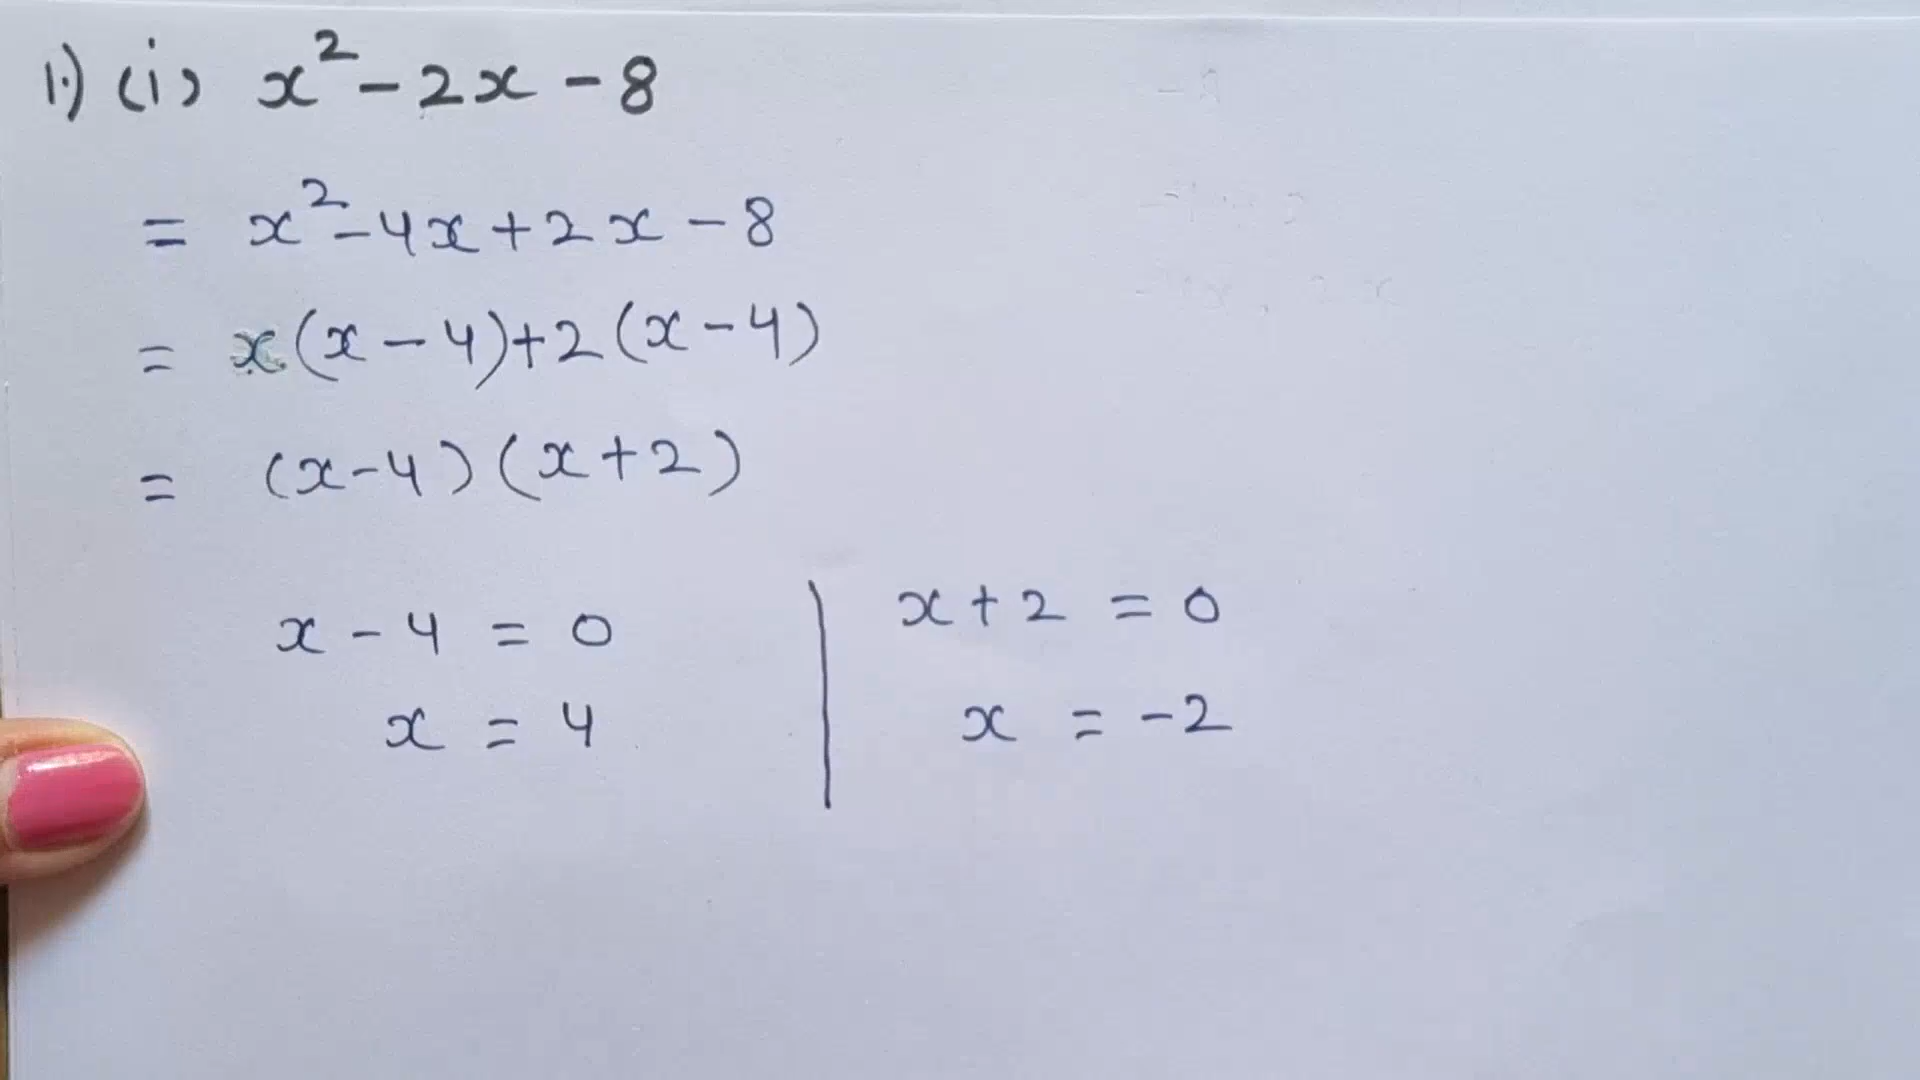 1.) (i) x² - 2x - 8
= x² - 4x + 2x - 8
= x(x - 4) + 2(x - 4)
= (x - 4)(x + 2)
x - 4 = 0 | x + 2 = 0
x = 4 | x = -2